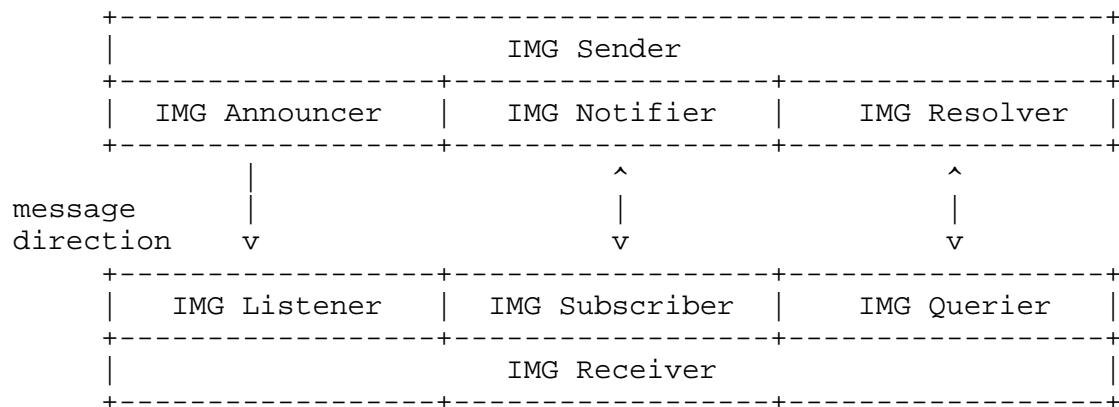 IMG Sender
IMG Announcer IMG Notifier IMG Resolver
message
direction
IMG Listener IMG Subscriber IMG Querier
IMG Receiver